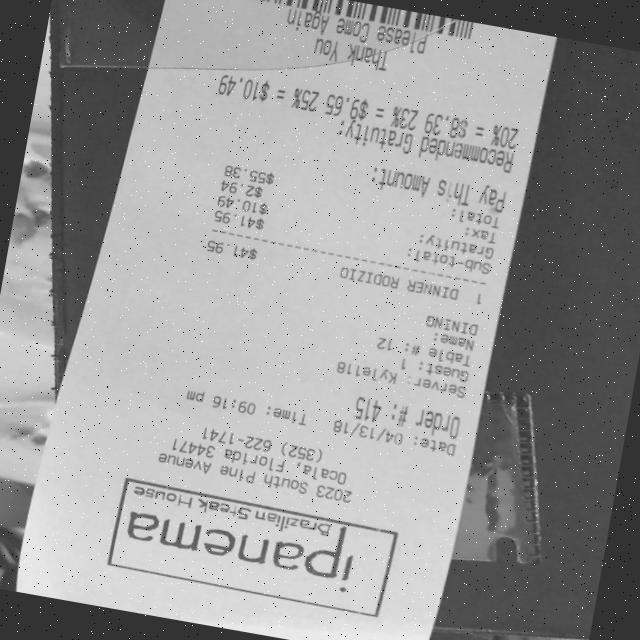 ipanema
Brazilian Steak House
2023 South Pine Avenue
Ocala, Florida 34471
(352) 622-1741
Date: 04/13/18 Time: 09:16 pm
Order #: 415
Server: Kyle118
Guest: 1
Table #: 12
Name:
DINING
1 DINNER RODIZIO $41.95
Sub-total: $41.95
Gratuity: $10.49
Tax: $2.94
Total: $55.38
Pay This Amount:
Recommended Gratuity:
20% = $8.39 23% = $9.65 25% = $10.49
Thank You
Please Come Again